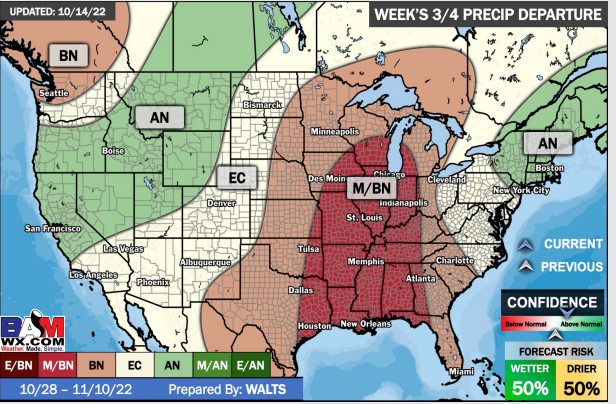 UPDATED: 10/14/22
WEEK'S 3/4 PRECIP DEPARTURE
BN
Seattle
AN
Bismarck
Minneapolis
Boise
AN
Boston
EC
Des Moin
Chicago
Cleveland
M/BN
New York City
Denver
Indianapolis
St. Louis
San Francisco
Las Vegas
Tulsa
CURRENT
Los Angeles
Albuquerque
Memphis
Charlotte
PREVIOUS
Phoenix
Atlanta
Dallas
CONFIDENCE
Below Normal
Above Normal
BAM
WX.COM
Weather. Made. Simple.
Houston
New Orleans
FORECAST RISK
E/BN M/BN BN EC AN M/AN E/AN
Miami
WETTER
50%
DRIER
50%
10/28 – 11/10/22 Prepared By: WALTS